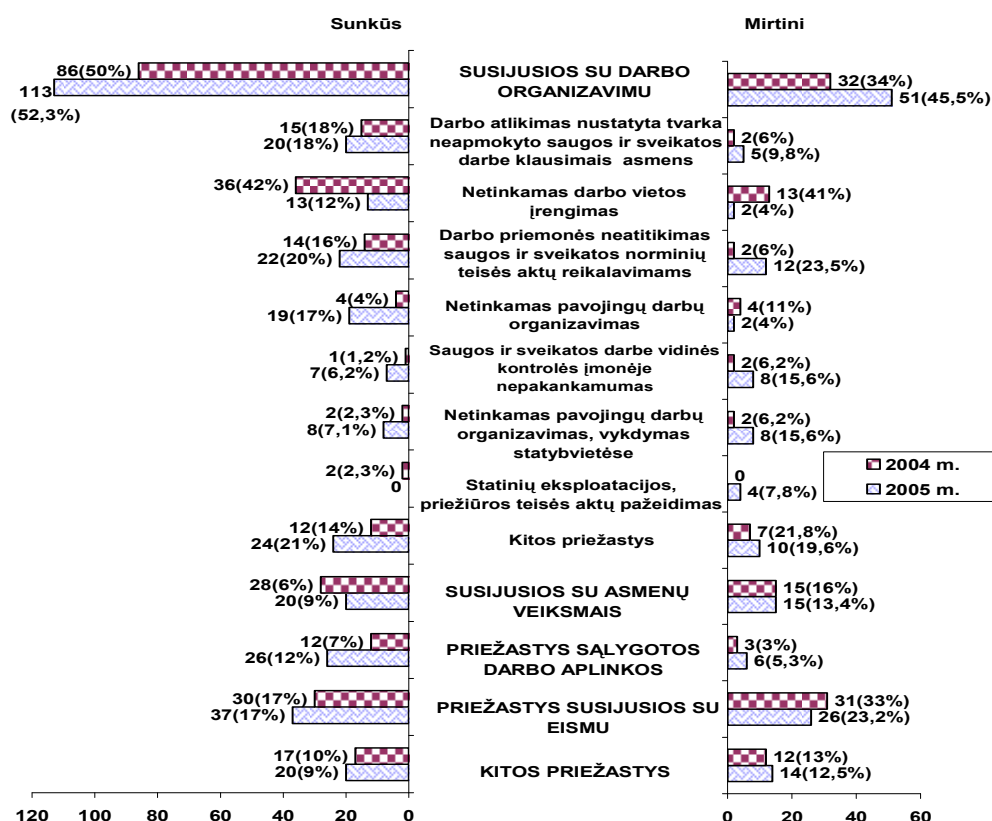 Sunkūs
Mirtini
86(50%)
113
(52,3%)
SUSIJUSIOS SU DARBO
ORGANIZAVIMU
32(34%)
51(45,5%)
15(18%)
20(18%)
Darbo atlikimas nustatyta tvarka
neapmokyto saugos ir sveikatos
darbe klausimais asmens
2(6%)
5(9,8%)
36(42%)
13(12%)
Netinkamas darbo vietos
įrengimas
13(41%)
2(4%)
14(16%)
22(20%)
Darbo priemonės neatitikimas
saugos ir sveikatos norminių
teisės aktų reikalavimams
2(6%)
12(23,5%)
4(4%)
19(17%)
Netinkamas pavojingų darbų
organizavimas
4(11%)
2(4%)
1(1,2%)
7(6,2%)
Saugos ir sveikatos darbe vidinės
kontrolės įmonėje
nepakankamumas
2(6,2%)
8(15,6%)
2(2,3%)
8(7,1%)
Netinkamas pavojingų darbų
organizavimas, vykdymas
statybvietėse
2(6,2%)
8(15,6%)
2004 m.
2005 m.
2(2,3%)
0
Statinių eksploatacijos,
priežiūros teisės aktų pažeidimas
0
4(7,8%)
12(14%)
24(21%)
Kitos priežastys
7(21,8%)
10(19,6%)
28(6%)
20(9%)
SUSIJUSIOS SU ASMENŲ
VEIKSMAIS
15(16%)
15(13,4%)
12(7%)
26(12%)
PRIEŽASTYS SĄLYGOTOS
DARBO APLINKOS
3(3%)
6(5,3%)
30(17%)
37(17%)
PRIEŽASTYS SUSIJUSIOS SU
EISMU
31(33%)
26(23,2%)
17(10%)
20(9%)
KITOS PRIEŽASTYS
12(13%)
14(12,5%)
120 100 80 60 40 20 0
0 20 40 60